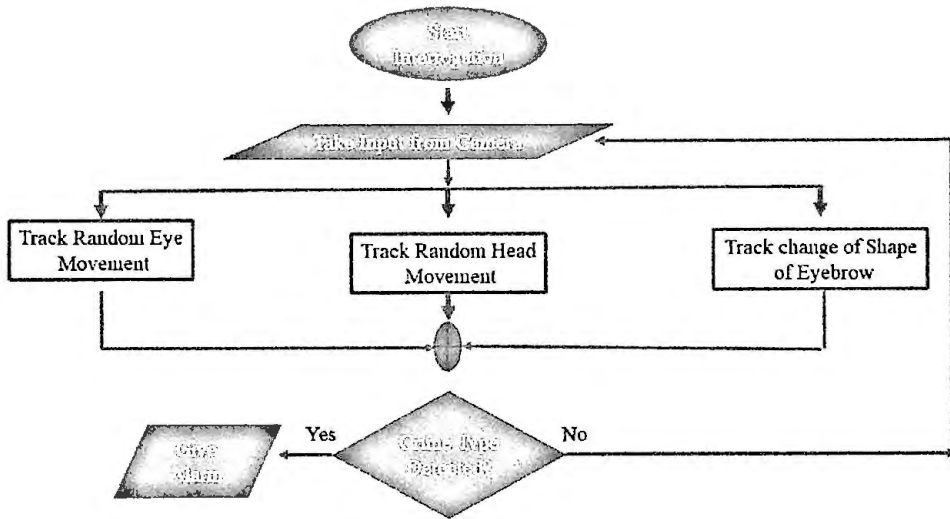 Start
Interrogation
Take Input from Camera
Track Random Eye
Movement
Track Random Head
Movement
Track change of Shape
of Eyebrow
Yes
No
Give